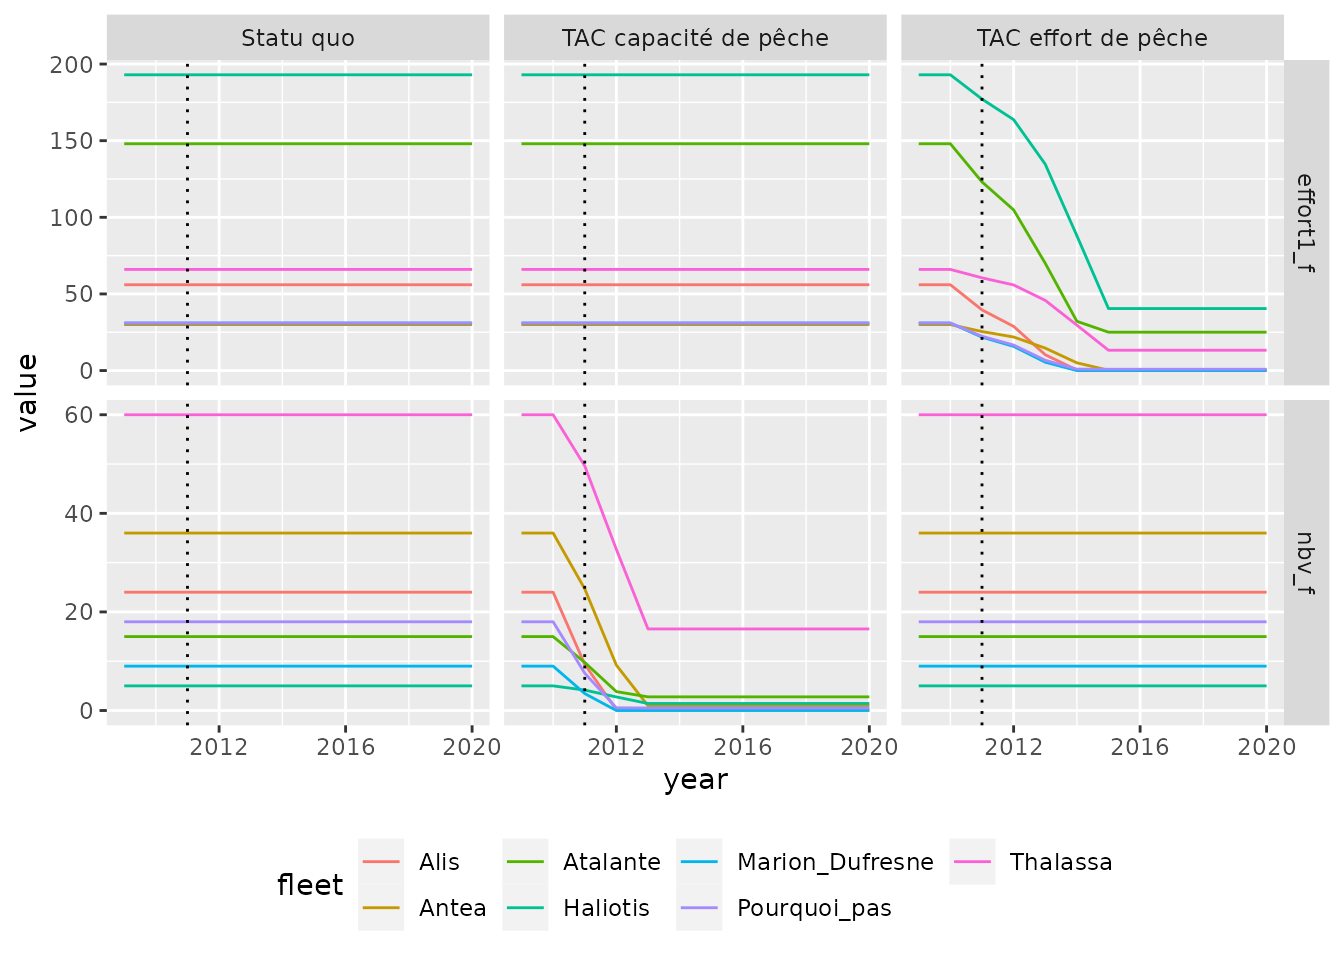 Statu quo
TAC capacité de pêche
TAC effort de pêche
200
150
100
50
0
effort1_f
value
60
40
20
0
nbv_f
2012 2016 2020
2012 2016 2020
2012 2016 2020
year
fleet
Alis
Atalante
Marion_Dufresne
Thalassa
Antea
Haliotis
Pourquoi_pas